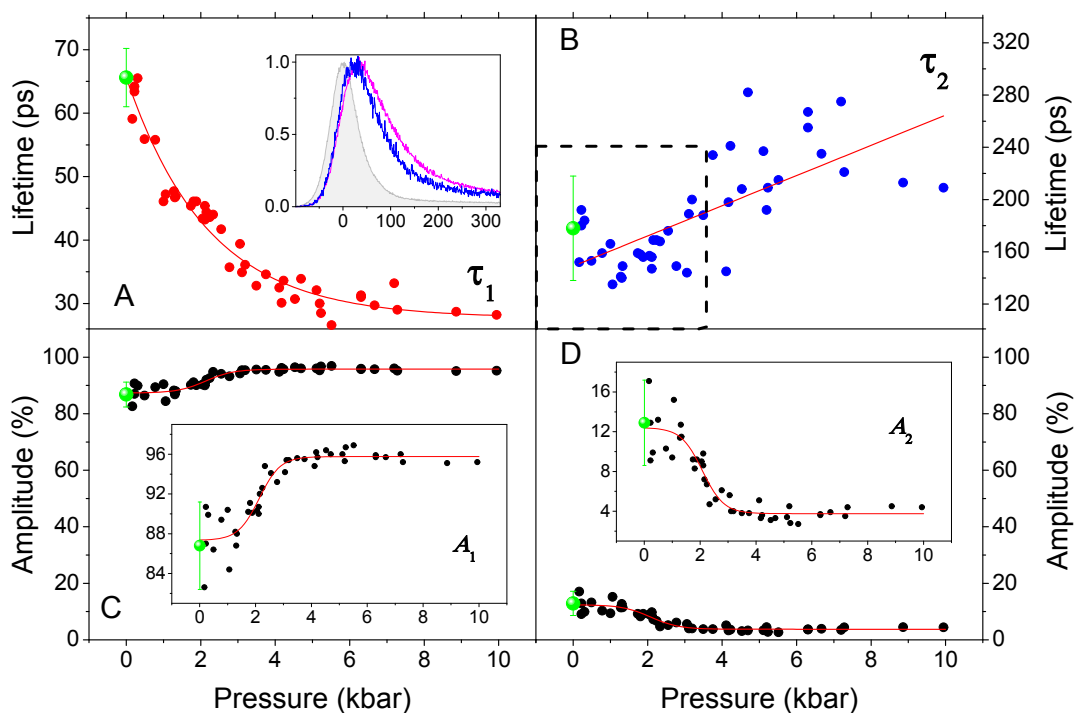 A
Lifetime (ps)
70
60
50
40
30
τ1
1.0
0.5
0.0
0
100
200
300
B
τ2
320
280
240
200
160
120
Lifetime (ps)
C
Amplitude (%)
100
80
60
40
20
0
96
92
88
84
A1
0 2 4 6 8 10
0 2 4 6 8 10
Pressure (kbar)
D
16
12
8
4
A2
0 2 4 6 8 10
100
80
60
40
20
0
Amplitude (%)
0 2 4 6 8 10
Pressure (kbar)